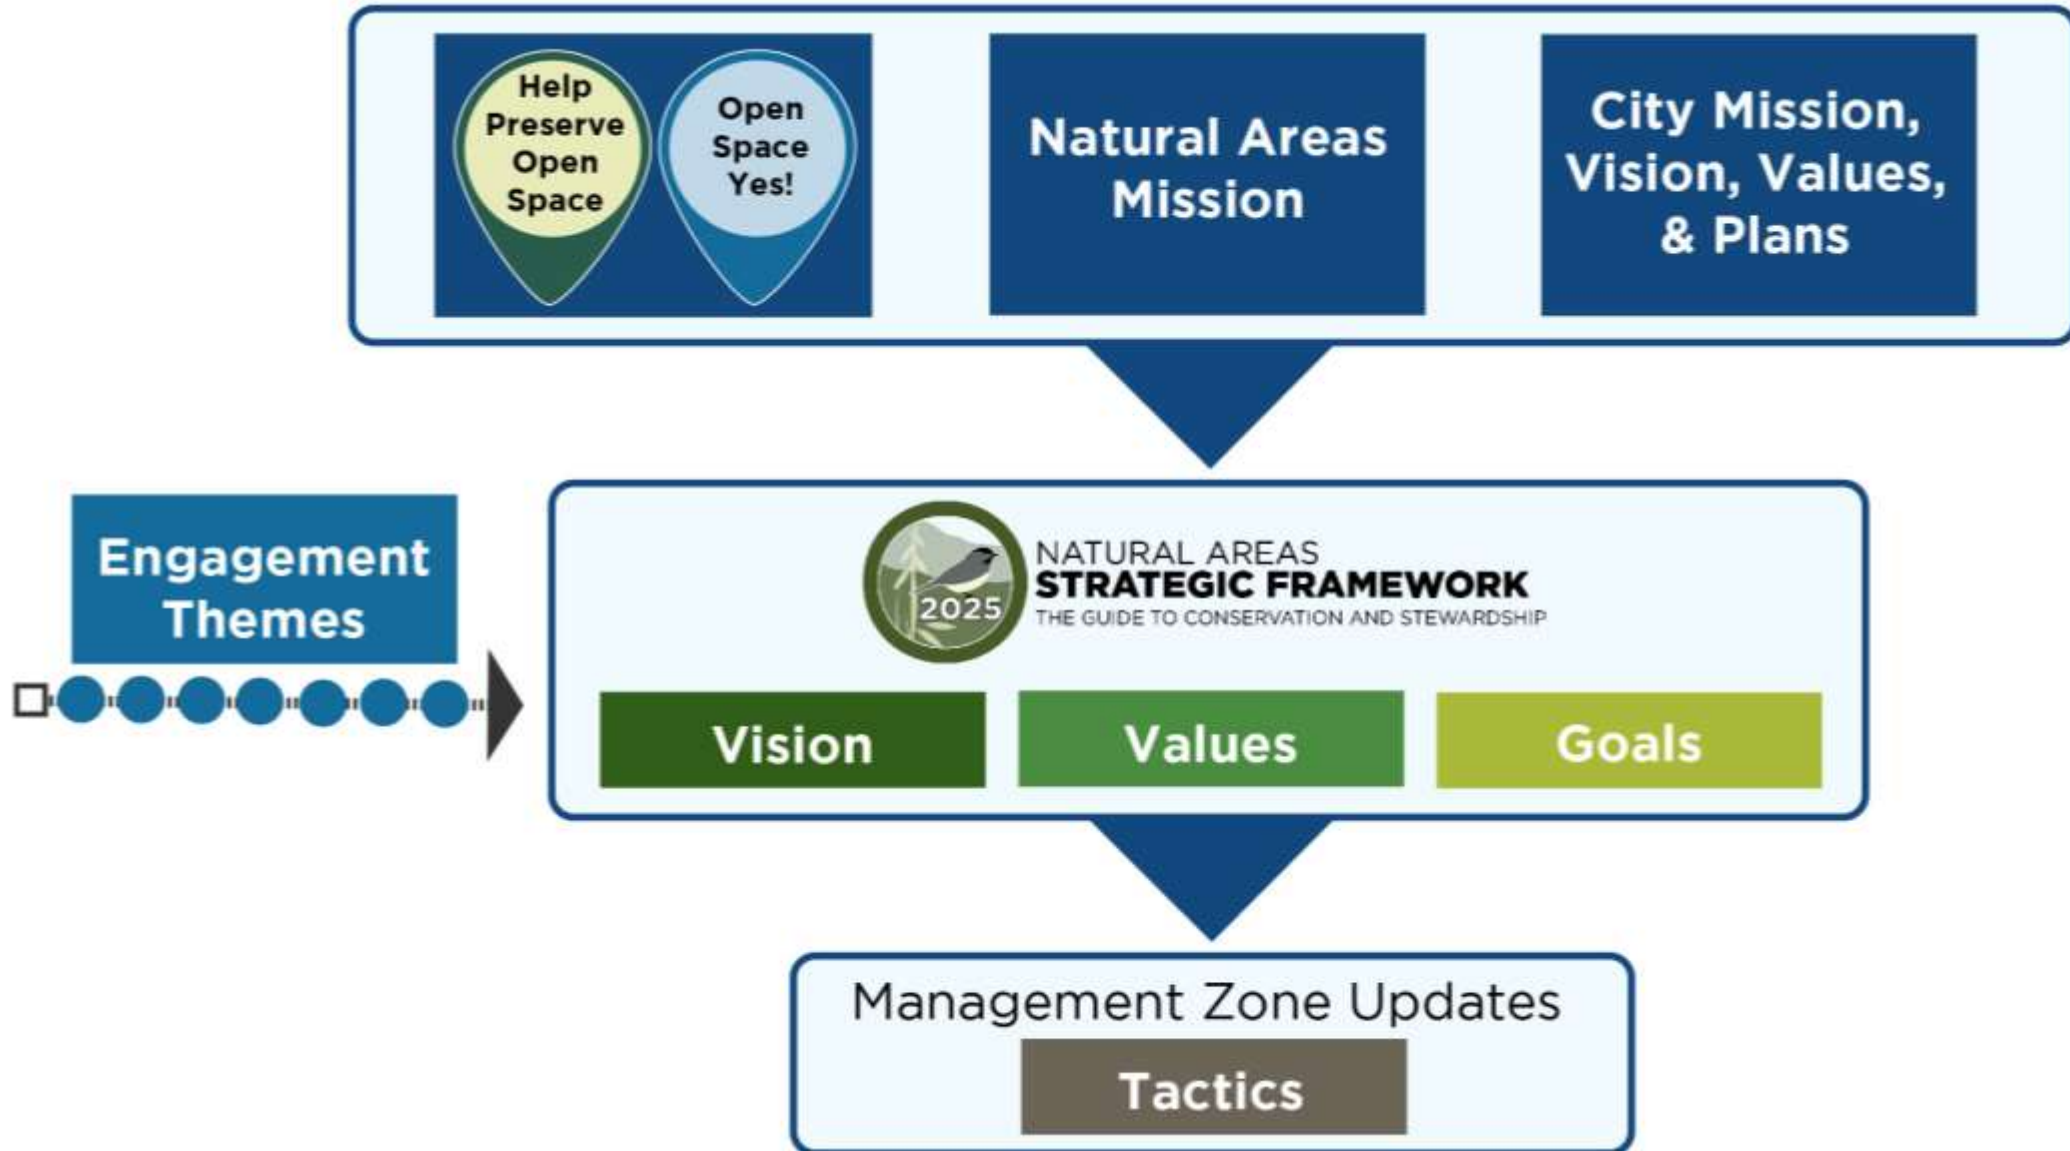 Help
Preserve
Open
Space
Open
Space
Yes!
Natural Areas
Mission
City Mission,
Vision, Values,
& Plans
Engagement
Themes
2025
NATURAL AREAS
STRATEGIC FRAMEWORK
THE GUIDE TO CONSERVATION AND STEWARDSHIP
Vision
Values
Goals
Management Zone Updates
Tactics